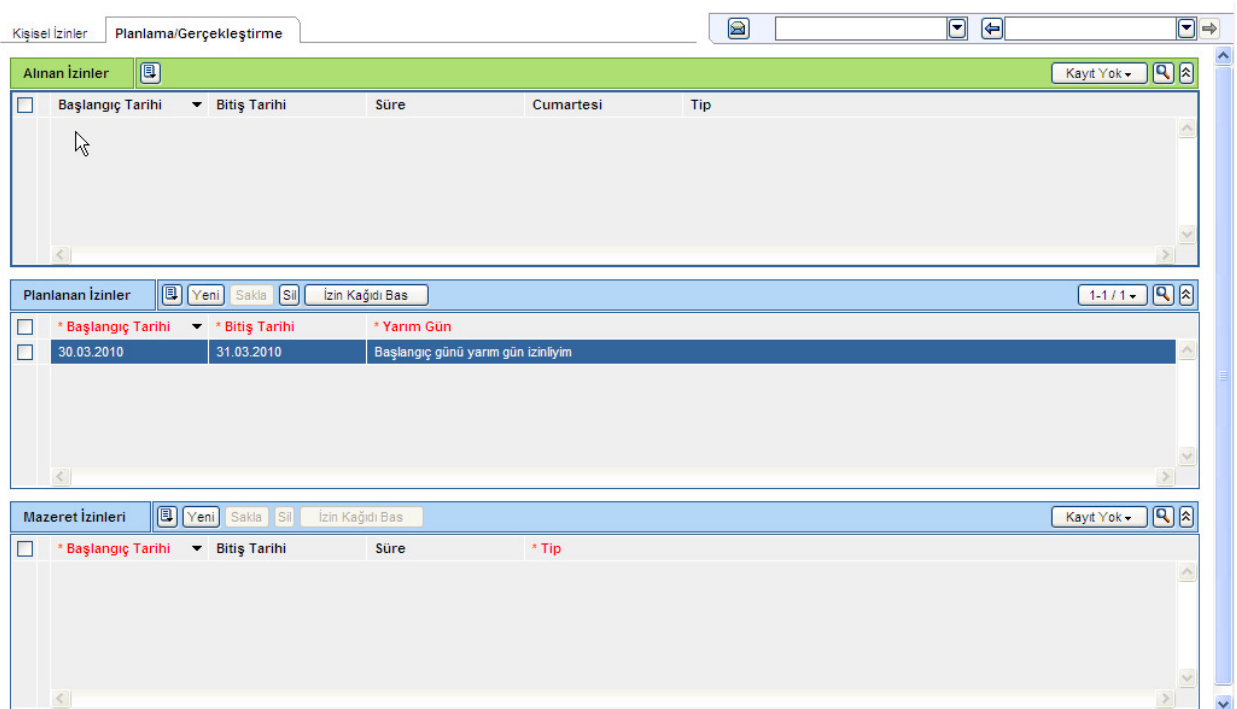 Kişisel İzinler Planlama/Gerçekleştirme
Alınan İzinler Kayıt Yok
Başlangıç Tarihi Bitiş Tarihi Süre Cumartesi Tip
Planlanan İzinler Yeni Sakla Sil İzin Kağıdı Bas 1-1 / 1
* Başlangıç Tarihi * Bitiş Tarihi * Yarım Gün
30.03.2010 31.03.2010 Başlangıç günü yarım gün izinliyim
Mazeret İzinleri Yeni Sakla Sil İzin Kağıdı Bas Kayıt Yok
* Başlangıç Tarihi Bitiş Tarihi Süre * Tip